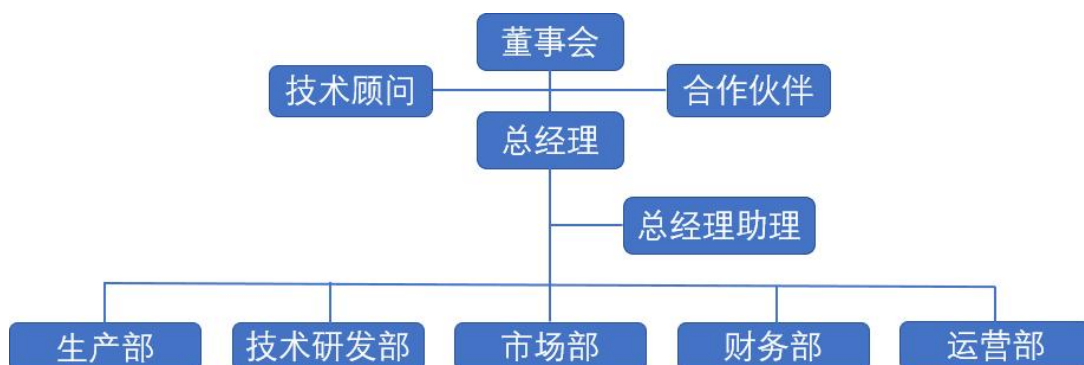 董事会
技术顾问
合作伙伴
总经理
总经理助理
生产部
技术研发部
市场部
财务部
运营部